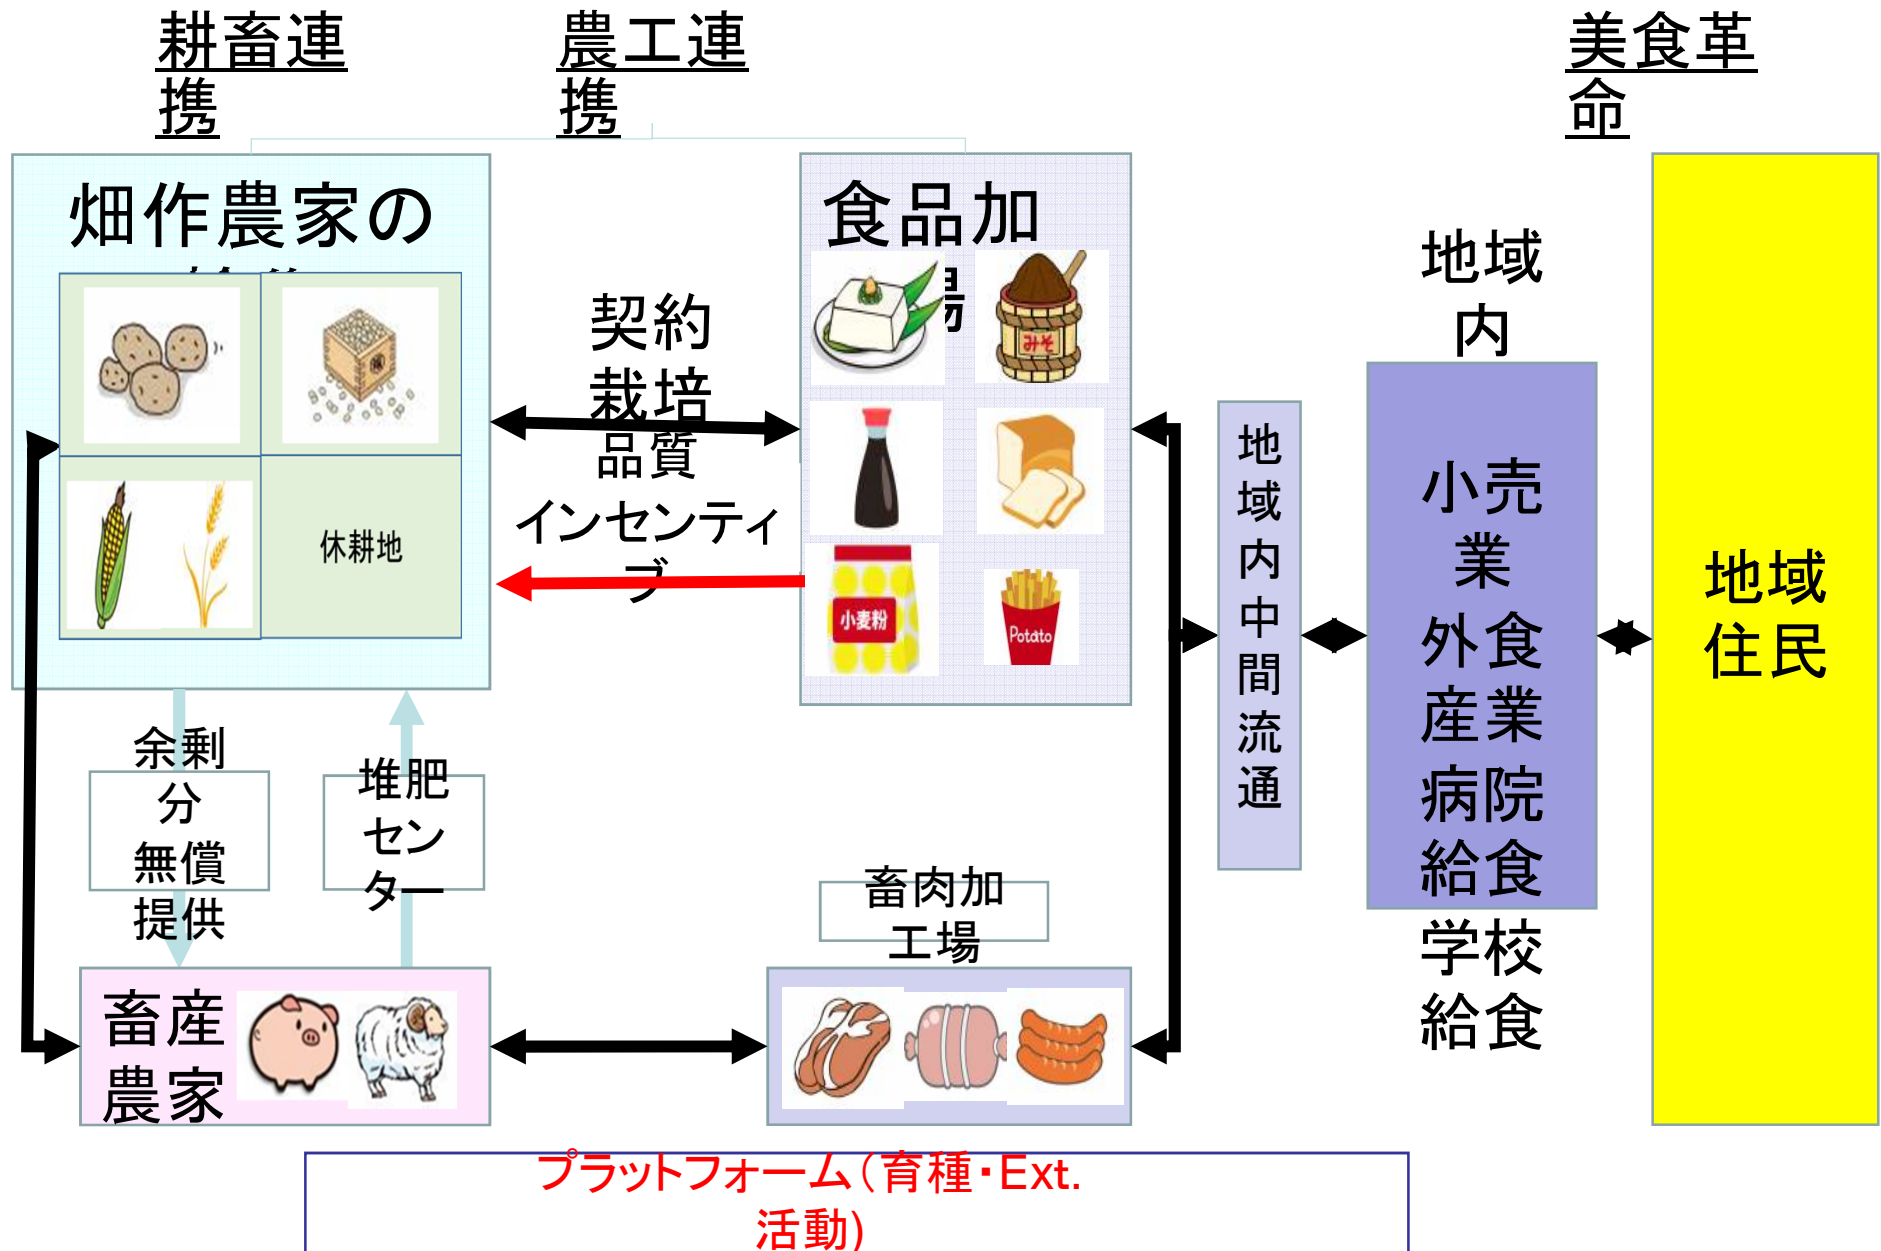 耕畜連
携
農工連
携
美食革
命
畑作農家の
食品加
場
みそ
小麦粉
Potato
休耕地
契約
栽培
品質
インセンティ
ブ
地域
内
小売
業
外食
産業
病院
給食
学校
給食
地
域
内
中
間
流
通
地域
住民
余剰
分
無償
提供
堆肥
セン
ター
畜肉加
工場
畜産
農家
プラットフォーム（育種・Ext.
活動)